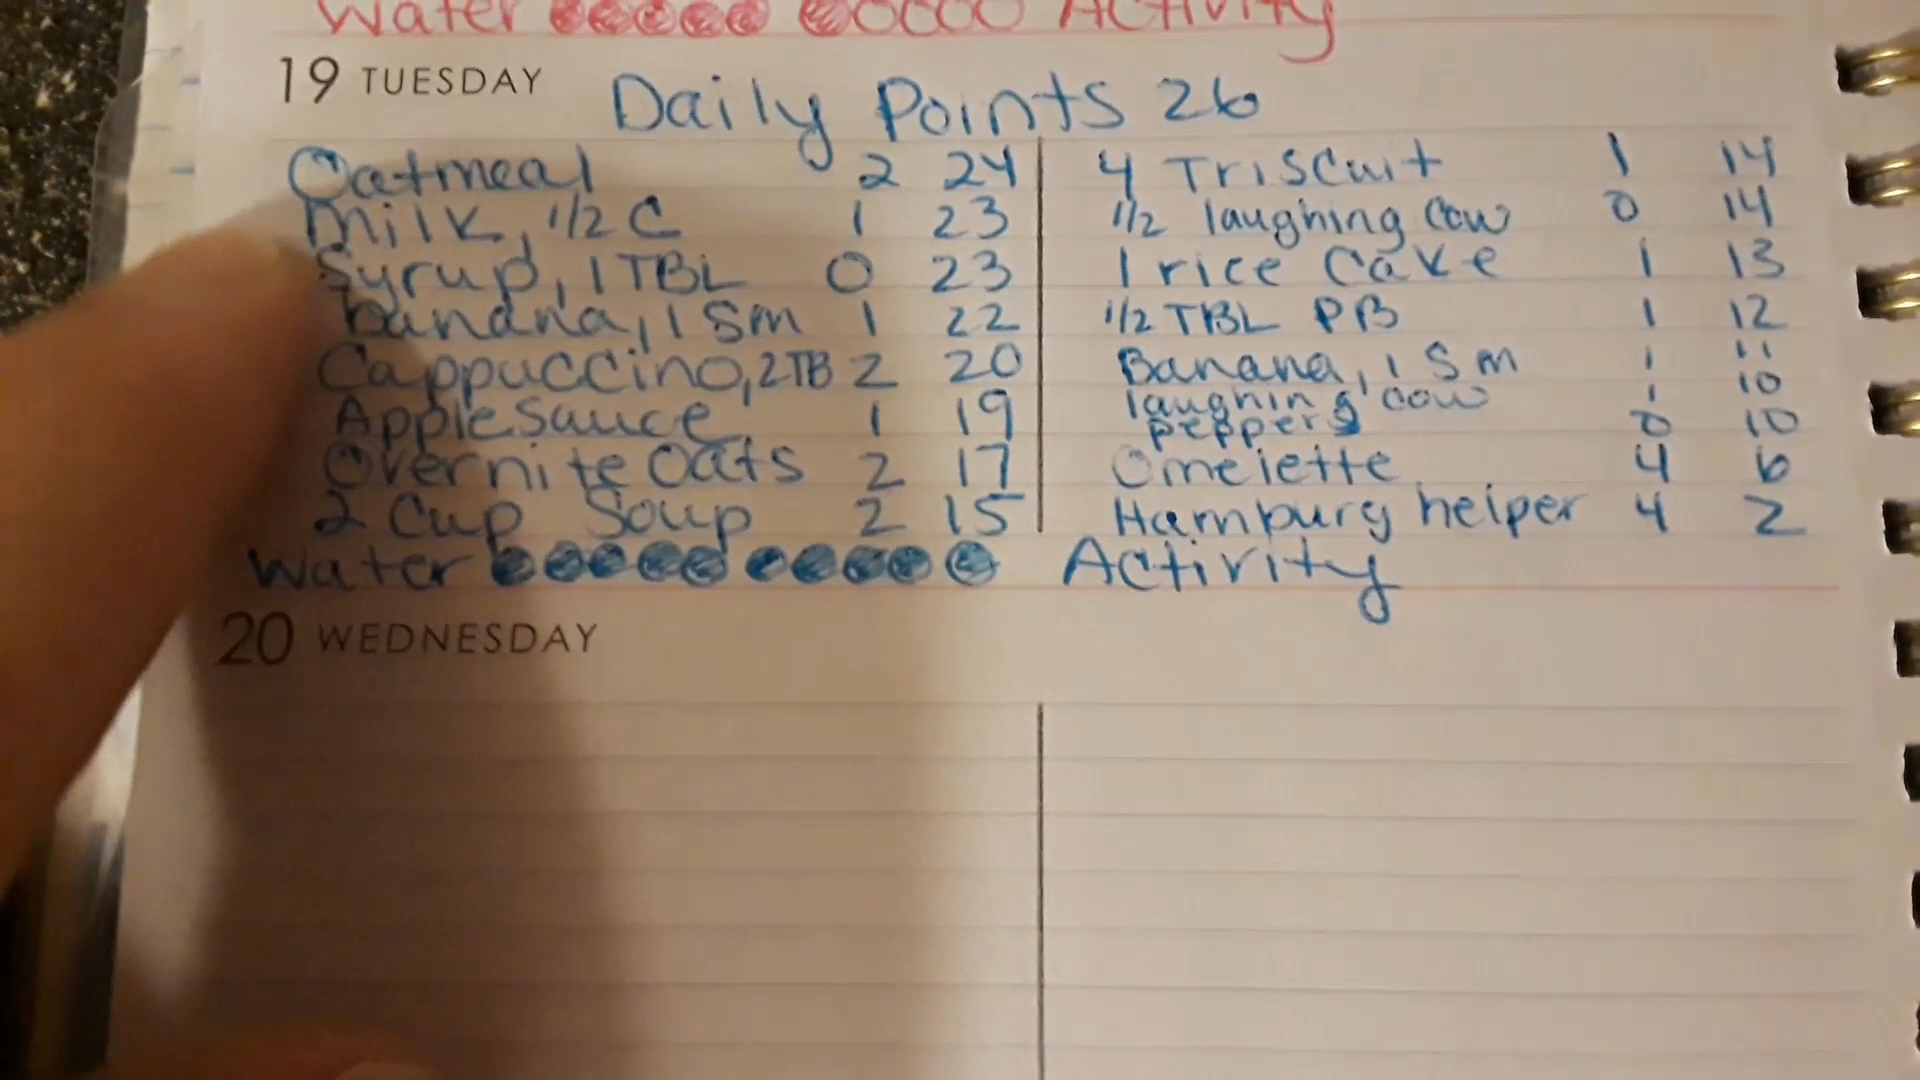 Water Activity
19 TUESDAY Daily Points 26
Oatmeal 2 24
Milk, 1/2 C 1 23
Syrup, 1 TBL 0 23
banana, 1 Sm 1 22
Cappuccino, 2TB 2 20
Applesauce 1 19
Overnite Oats 2 17
2 Cup Soup 2 15
4 Triscuit 1 14
1/2 laughing Cow 0 14
1 rice Cake 1 13
1/2 TBL PB 1 12
Banana, 1 Sm 1 11
laughing cow 1 10
peppers 0 10
Omelette 4 6
Hamburg helper 4 2
Water Activity
20 WEDNESDAY